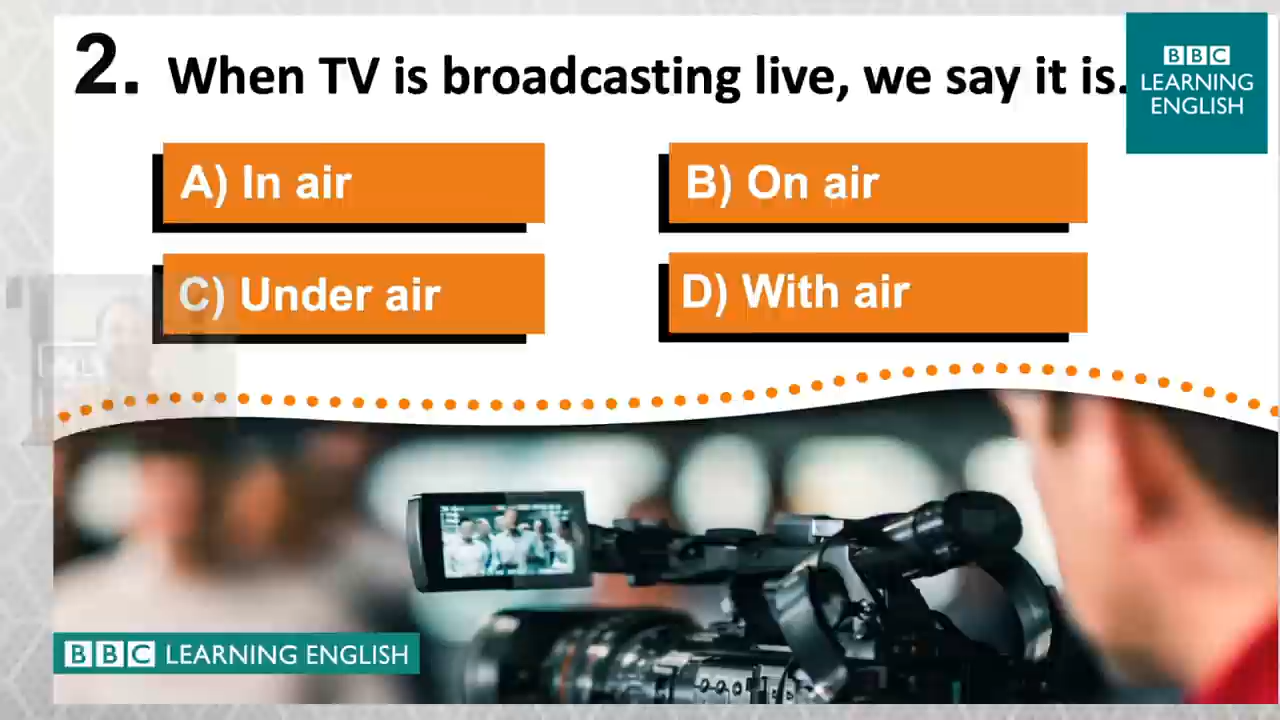 2. When TV is broadcasting live, we say it is.
BBC
LEARNING
ENGLISH
A) In air
B) On air
C) Under air
D) With air
BBC LEARNING ENGLISH